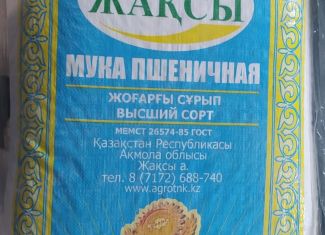 ЖАҚСЫ
МУКА ПШЕНИЧНАЯ
ЖОҒАРҒЫ СҰРЫП
ВЫСШИЙ СОРТ
МЕМСТ 26574-85 ГОСТ
Қазақстан Республикасы
Ақмола облысы
Жақсы а.
тел. 8 (7172) 688-740
www.agrotnk.kz